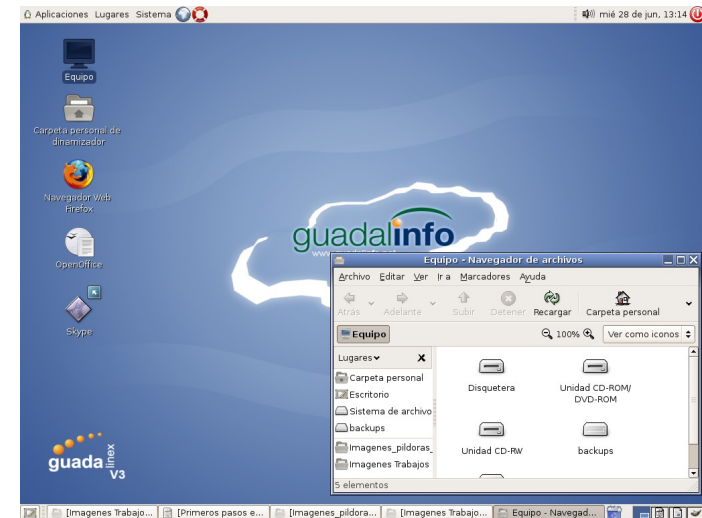 Aplicaciones Lugares Sistema
mié 28 de jun, 13:14
Equipo
Carpeta personal de
dinamizador
Navegador Web
Firefox
OpenOffice
Skype
guadalinfo
guadalinex
V3
Equipo - Navegador de archivos
Archivo Editar Ver Ir a Marcadores Ayuda
Atrás Adelante Subir Detener Recargar Carpeta personal
Equipo 100% Ver como iconos
Lugares
Carpeta personal
Escritorio
Sistema de archivo
backups
Imagenes_pildoras_
Imagenes Trabajos
Disquetera
Unidad CD-ROM/
DVD-ROM
Unidad CD-RW
backups
5 elementos
[Imagenes Trabajo... [Primeros pasos e... [Imagenes_pildora... [Imagenes Trabajo... Equipo - Navegad...